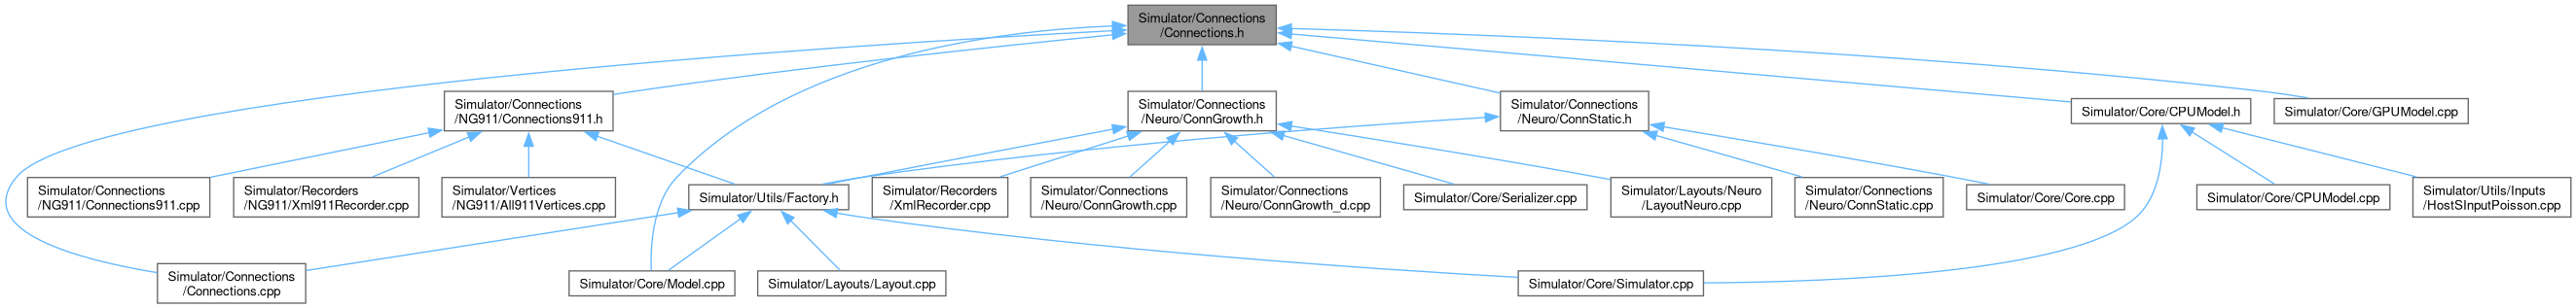 Simulator/Connections
/Connections.h
Simulator/Connections
/NG911/Connections911.h
Simulator/Connections
/Neuro/ConnGrowth.h
Simulator/Connections
/Neuro/ConnStatic.h
Simulator/Core/CPUModel.h
Simulator/Core/GPUModel.cpp
Simulator/Connections
/NG911/Connections911.cpp
Simulator/Recorders
/NG911/Xml911Recorder.cpp
Simulator/Vertices
/NG911/All911Vertices.cpp
Simulator/Utils/Factory.h
Simulator/Recorders
/XmlRecorder.cpp
Simulator/Connections
/Neuro/ConnGrowth.cpp
Simulator/Connections
/Neuro/ConnGrowth_d.cpp
Simulator/Core/Serializer.cpp
Simulator/Layouts/Neuro
/LayoutNeuro.cpp
Simulator/Connections
/Neuro/ConnStatic.cpp
Simulator/Core/Core.cpp
Simulator/Core/CPUModel.cpp
Simulator/Utils/Inputs
/HostSInputPoisson.cpp
Simulator/Connections
/Connections.cpp
Simulator/Core/Model.cpp
Simulator/Layouts/Layout.cpp
Simulator/Core/Simulator.cpp